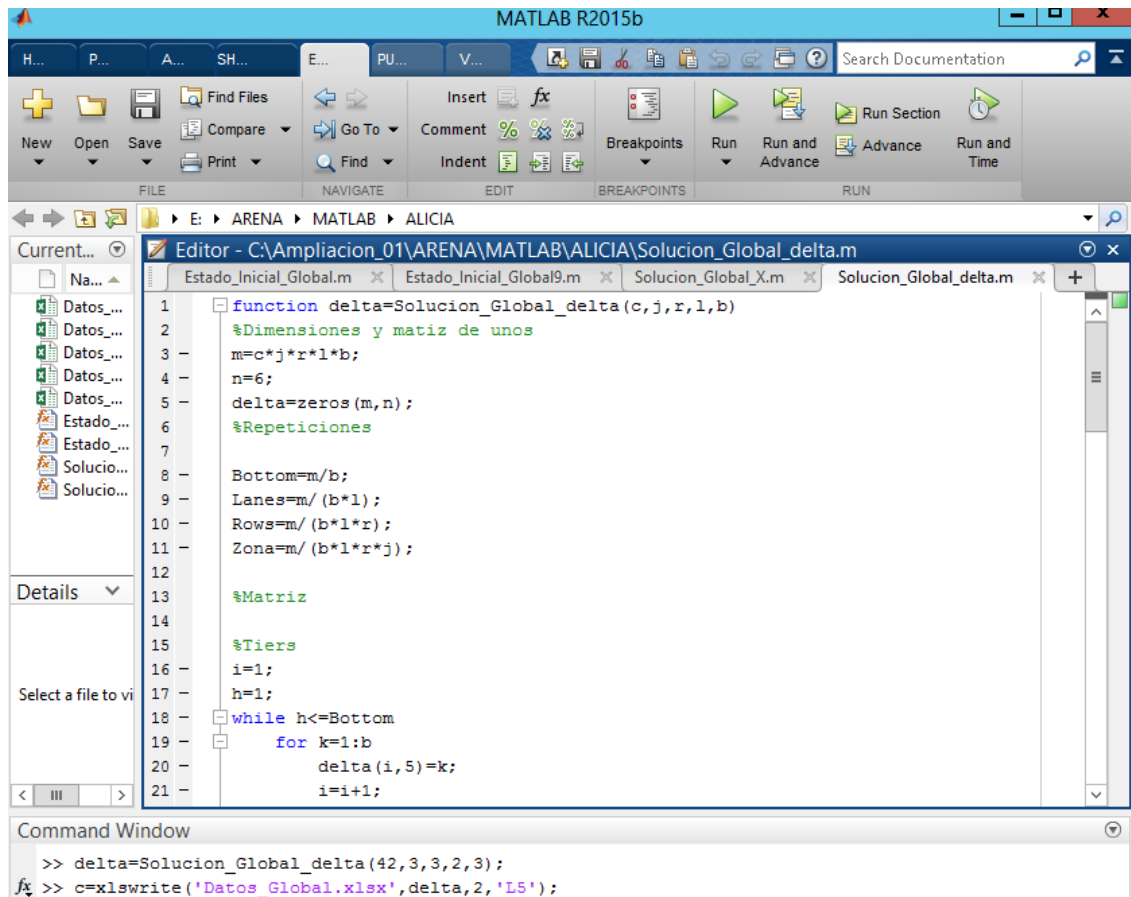 MATLAB R2015b
H... P... A... SH... E... PU... V... Search Documentation
New Open Save
Find Files
Compare
Print
Go To
Find
Insert fx
Comment
Indent
Breakpoints
Run
Run and Advance
Run Section
Advance
Run and Time
FILE NAVIGATE EDIT BREAKPOINTS RUN
E: ARENA MATLAB ALICIA
Current...
Na...
Datos_...
Datos_...
Datos_...
Datos_...
Datos_...
Estado_...
Estado_...
Solucio...
Solucio...
Details
Select a file to vi
Editor - C:\Ampliacion_01\ARENA\MATLAB\ALICIA\Solucion_Global_delta.m
Estado_Inicial_Global.m Estado_Inicial_Global9.m Solucion_Global_X.m Solucion_Global_delta.m
1 function delta=Solucion_Global_delta(c,j,r,l,b)
2 %Dimensiones y matiz de unos
3 – m=c*j*r*l*b;
4 – n=6;
5 – delta=zeros(m,n);
6 %Repeticiones
7
8 – Bottom=m/b;
9 – Lanes=m/(b*l);
10 – Rows=m/(b*l*r);
11 – Zona=m/(b*l*r*j);
12
13 %Matriz
14
15 %Tiers
16 – i=1;
17 – h=1;
18 – while h<=Bottom
19 – for k=1:b
20 – delta(i,5)=k;
21 – i=i+1;
Command Window
>> delta=Solucion_Global_delta(42,3,3,2,3);
fx >> c=xlswrite('Datos_Global.xlsx',delta,2,'L5');